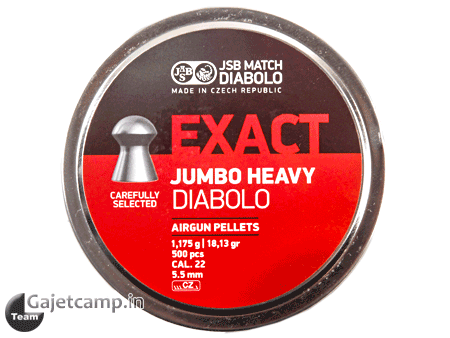 JSB
JSB MATCH
DIABOLO
MADE IN CZECH REPUBLIC
EXACT
JUMBO HEAVY
DIABOLO
CAREFULLY
SELECTED
AIRGUN PELLETS
1,175 g | 18,13 gr
500 pcs
CAL. 22
5.5 mm
CZ
Gajetcamp.in
Team